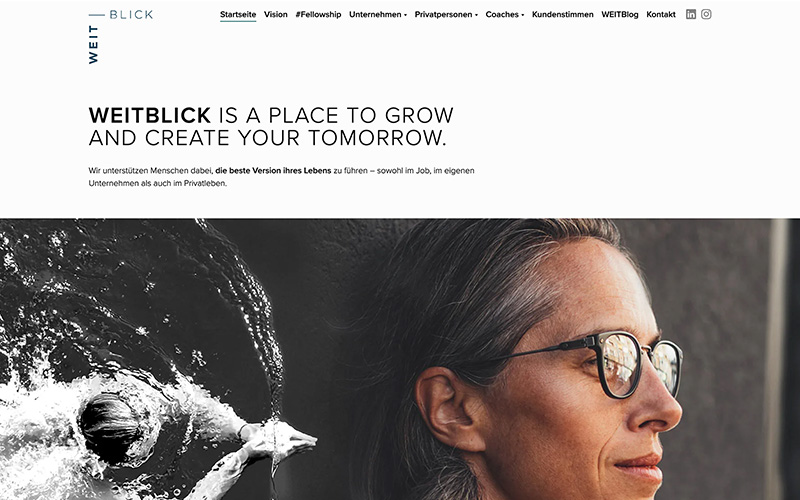 BLICK
WEIT
Startseite Vision #Fellowship Unternehmen Privatpersonen Coaches Kundenstimmen WEITBlog Kontakt
in
WEITBLICK IS A PLACE TO GROW
AND CREATE YOUR TOMORROW.
Wir unterstützen Menschen dabei, die beste Version ihres Lebens zu führen – sowohl im Job, im eigenen
Unternehmen als auch im Privatleben.